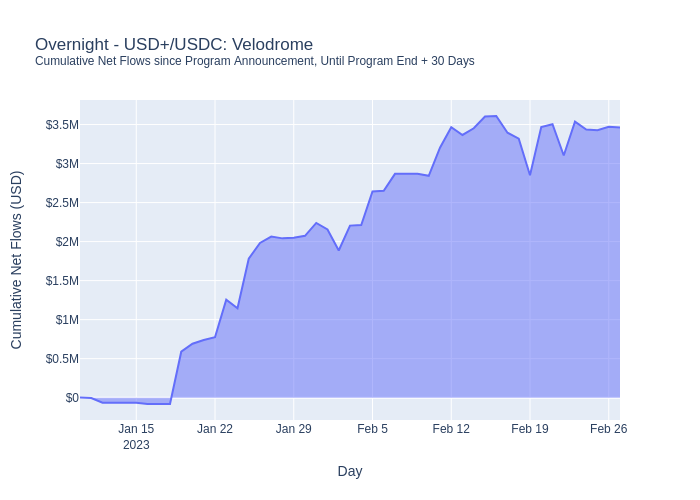 Overnight - USD+/USDC: Velodrome
Cumulative Net Flows since Program Announcement, Until Program End + 30 Days
Cumulative Net Flows (USD)
$3.5M
$3M
$2.5M
$2M
$1.5M
$1M
$0.5M
$0
Jan 15 Jan 22 Jan 29 Feb 5 Feb 12 Feb 19 Feb 26
2023
Day